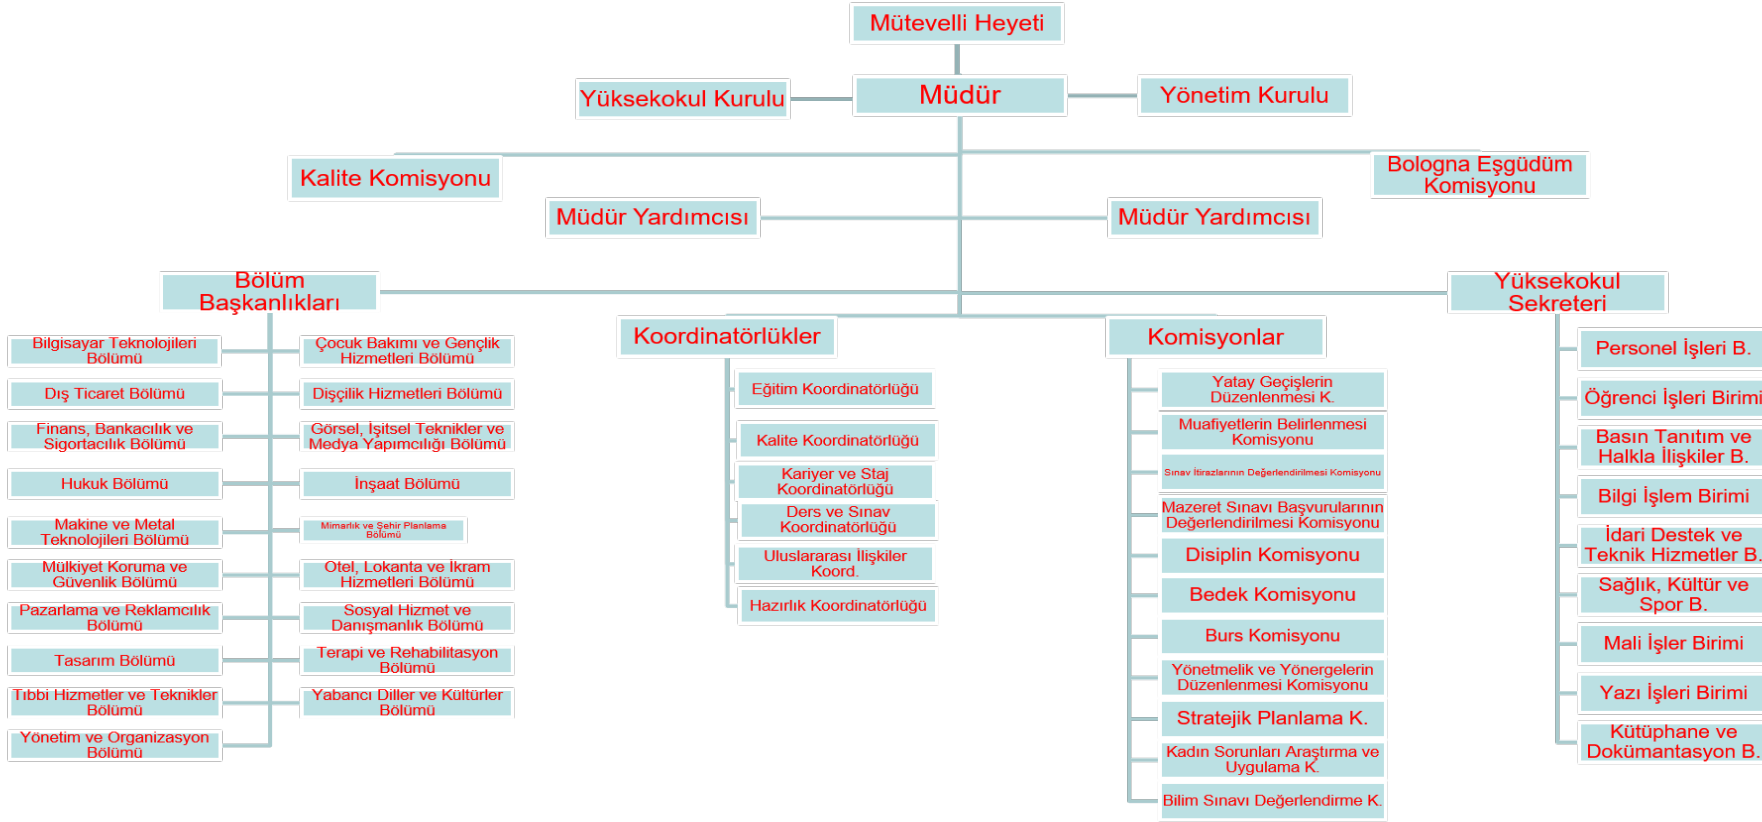 Mütevelli Heyeti
Yüksekokul Kurulu
Müdür
Yönetim Kurulu
Kalite Komisyonu
Bologna Eşgüdüm
Komisyonu
Müdür Yardımcısı
Müdür Yardımcısı
Bölüm
Başkanlıkları
Bilgisayar Teknolojileri
Bölümü
Çocuk Bakımı ve Gençlik
Hizmetleri Bölümü
Dış Ticaret Bölümü
Dişçilik Hizmetleri Bölümü
Finans, Bankacılık ve
Sigortacılık Bölümü
Görsel, İşitsel Teknikler ve
Medya Yapımcılığı Bölümü
Hukuk Bölümü
İnşaat Bölümü
Makine ve Metal
Teknolojileri Bölümü
Mimarlık ve Şehir Planlama
Bölümü
Mülkiyet Koruma ve
Güvenlik Bölümü
Otel, Lokanta ve İkram
Hizmetleri Bölümü
Pazarlama ve Reklamcılık
Bölümü
Sosyal Hizmet ve
Danışmanlık Bölümü
Tasarım Bölümü
Terapi ve Rehabilitasyon
Bölümü
Tıbbi Hizmetler ve Teknikler
Bölümü
Yabancı Diller ve Kültürler
Bölümü
Yönetim ve Organizasyon
Bölümü
Koordinatörlükler
Eğitim Koordinatörlüğü
Kalite Koordinatörlüğü
Kariyer ve Staj
Koordinatörlüğü
Ders ve Sınav
Koordinatörlüğü
Uluslararası İlişkiler
Koord.
Hazırlık Koordinatörlüğü
Komisyonlar
Yatay Geçişlerin
Düzenlenmesi K.
Muafiyetlerin Belirlenmesi
Komisyonu
Sınav İtirazlarının Değerlendirilmesi Komisyonu
Mazeret Sınavı Başvurularının
Değerlendirilmesi Komisyonu
Disiplin Komisyonu
Bedek Komisyonu
Burs Komisyonu
Yönetmelik ve Yönergelerin
Düzenlenmesi Komisyonu
Stratejik Planlama K.
Kadın Sorunları Araştırma ve
Uygulama K.
Bilim Sınavı Değerlendirme K.
Yüksekokul
Sekreteri
Personel İşleri B.
Öğrenci İşleri Birimi
Basın Tanıtım ve
Halkla İlişkiler B.
Bilgi İşlem Birimi
İdari Destek ve
Teknik Hizmetler B.
Sağlık, Kültür ve
Spor B.
Mali İşler Birimi
Yazı İşleri Birimi
Kütüphane ve
Dokümantasyon B.